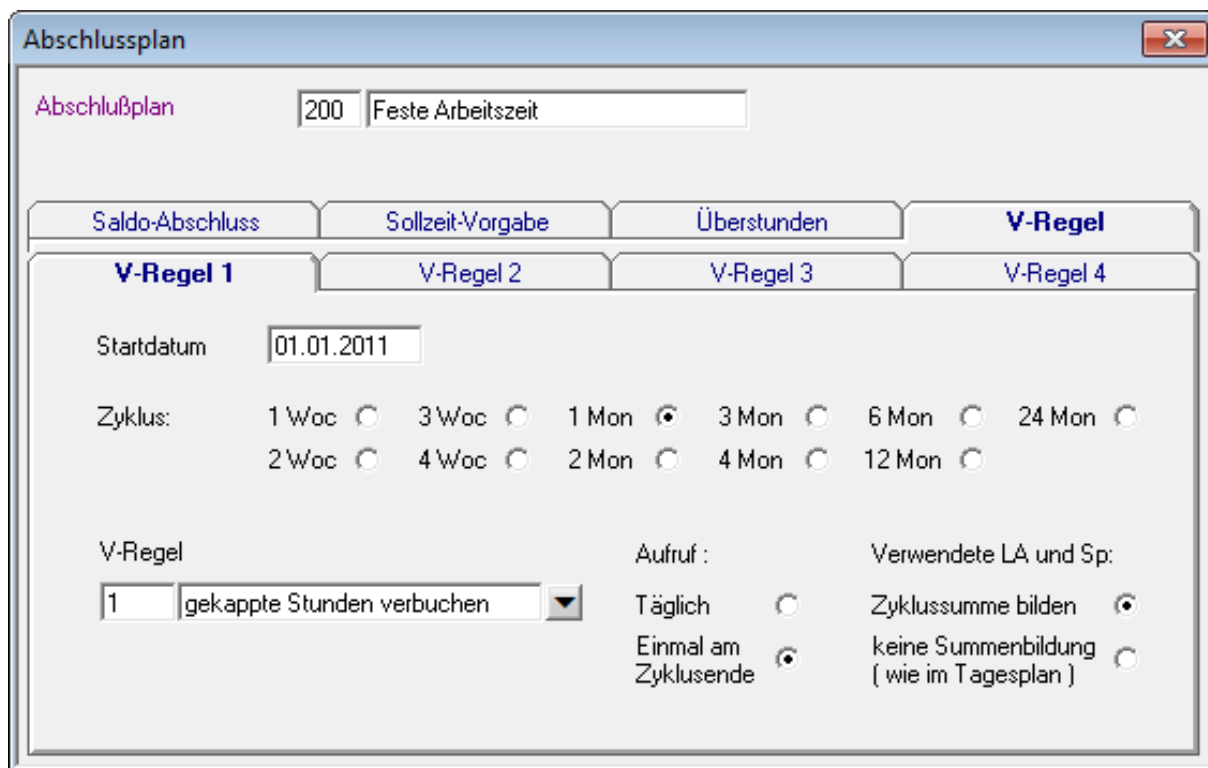 Abschlussplan
Abschlußplan 200 Feste Arbeitszeit
Saldo-Abschluss Sollzeit-Vorgabe Überstunden V-Regel
V-Regel 1 V-Regel 2 V-Regel 3 V-Regel 4
Startdatum 01.01.2011
Zyklus: 1 Woc 3 Woc 1 Mon 3 Mon 6 Mon 24 Mon
2 Woc 4 Woc 2 Mon 4 Mon 12 Mon
V-Regel Aufruf : Verwendete LA und Sp:
1 gekappte Stunden verbuchen Täglich Zyklussumme bilden
Einmal am keine Summenbildung
Zyklusende ( wie im Tagesplan )